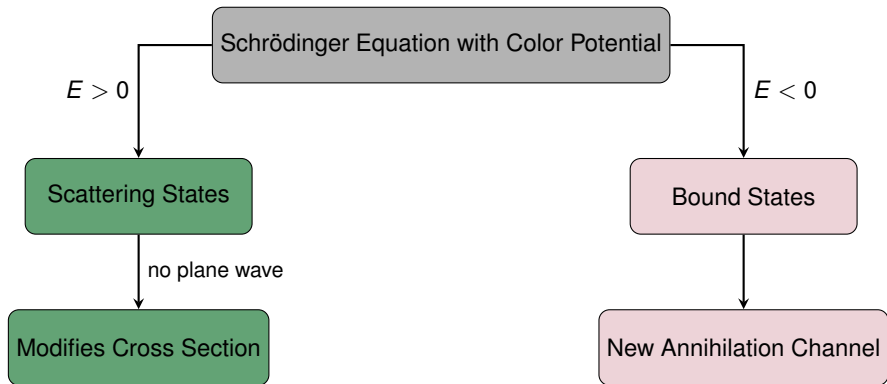 Schrödinger Equation with Color Potential
E > 0
E < 0
Scattering States
Bound States
no plane wave
Modifies Cross Section
New Annihilation Channel